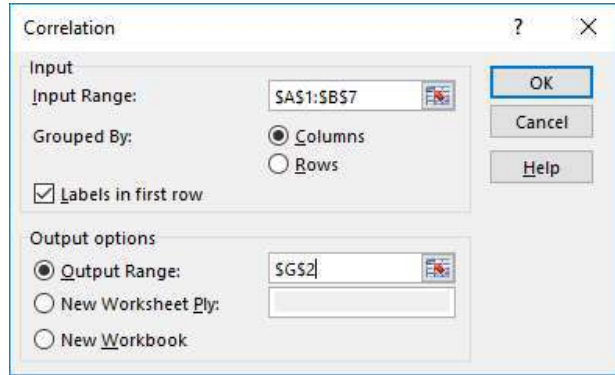 Correlation ? X
Input
Input Range: $A$1:$B$7
Grouped By: Columns
Rows
Labels in first row
OK
Cancel
Help
Output options
Output Range: $G$2
New Worksheet Ply:
New Workbook